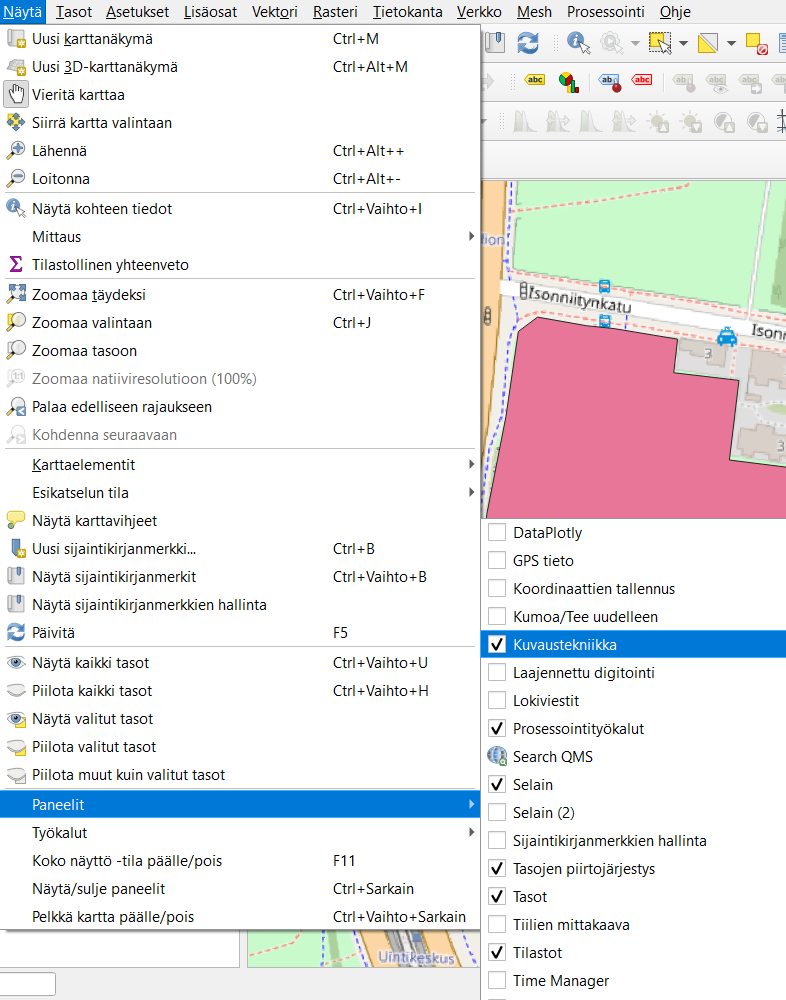 Näytä Tasot Asetukset Lisäosat Vektori Rasteri Tietokanta Verkko Mesh Prosessointi Ohje
Uusi karttanäkymä Ctrl+M
Uusi 3D-karttanäkymä Ctrl+Alt+M
Vieritä karttaa
Siirrä kartta valintaan
Lähennä Ctrl+Alt++
Loitonna Ctrl+Alt+-
Näytä kohteen tiedot Ctrl+Vaihto+I
Mittaus
Tilastollinen yhteenveto
Zoomaa täydeksi Ctrl+Vaihto+F
Zoomaa valintaan Ctrl+J
Zoomaa tasoon
Zoomaa natiiviresolutioon (100%)
Palaa edelliseen rajaukseen
Kohdenna seuraavaan
Karttaelementit
Esikatselun tila
Näytä karttavihjeet
Uusi sijaintikirjanmerkki... Ctrl+B
Näytä sijaintikirjanmerkit Ctrl+Vaihto+B
Näytä sijaintikirjanmerkkien hallinta
Päivitä F5
Näytä kaikki tasot Ctrl+Vaihto+U
Piilota kaikki tasot Ctrl+Vaihto+H
Näytä valitut tasot
Piilota valitut tasot
Piilota muut kuin valitut tasot
Paneelit
Työkalut
Koko näyttö -tila päälle/pois F11
Näytä/sulje paneelit Ctrl+Sarkain
Pelkkä kartta päälle/pois Ctrl+Vaihto+Sarkain
abc ab abc
Isonniitynkatu
Ison
3
3
DataPlotly
GPS tieto
Koordinaattien tallennus
Kumoa/Tee uudelleen
Kuvaustekniikka
Laajennettu digitointi
Lokiviestit
Prosessointityökalut
Search QMS
Selain
Selain (2)
Sijaintikirjanmerkkien hallinta
Tasojen piirtojärjestys
Tasot
Tiilien mittakaava
Tilastot
Time Manager
Uintikeskus